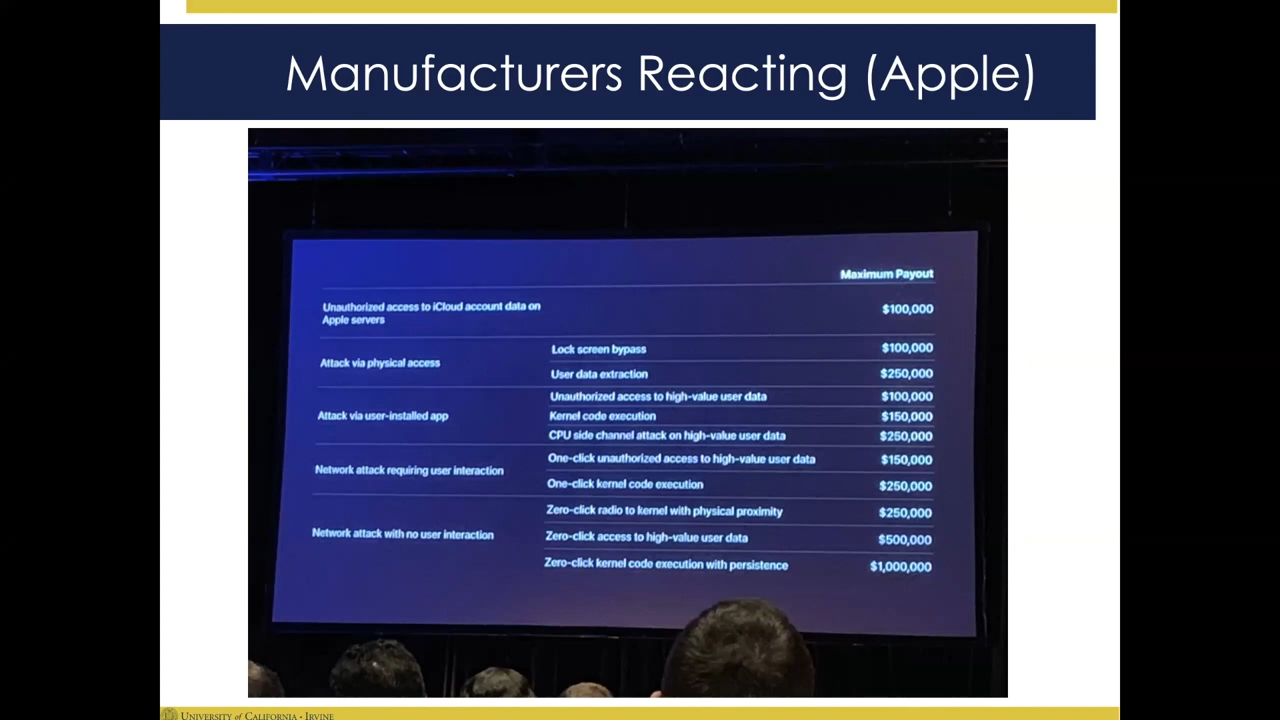 Manufacturers Reacting (Apple)
Maximum Payout
Unauthorized access to iCloud account data on
Apple servers
$100,000
Attack via physical access
Lock screen bypass
$100,000
User data extraction
$250,000
Attack via user-installed app
Unauthorized access to high-value user data
$100,000
Kernel code execution
$150,000
CPU side channel attack on high-value user data
$250,000
Network attack requiring user interaction
One-click unauthorized access to high-value user data
$150,000
One-click kernel code execution
$250,000
Network attack with no user interaction
Zero-click radio to kernel with physical proximity
$250,000
Zero-click access to high-value user data
$500,000
Zero-click kernel code execution with persistence
$1,000,000
UNIVERSITY of CALIFORNIA · IRVINE